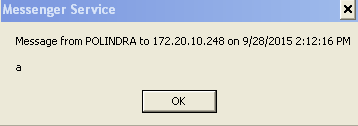 Messenger Service
Message from POLINDRA to 172.20.10.248 on 9/28/2015 2:12:16 PM
a
OK